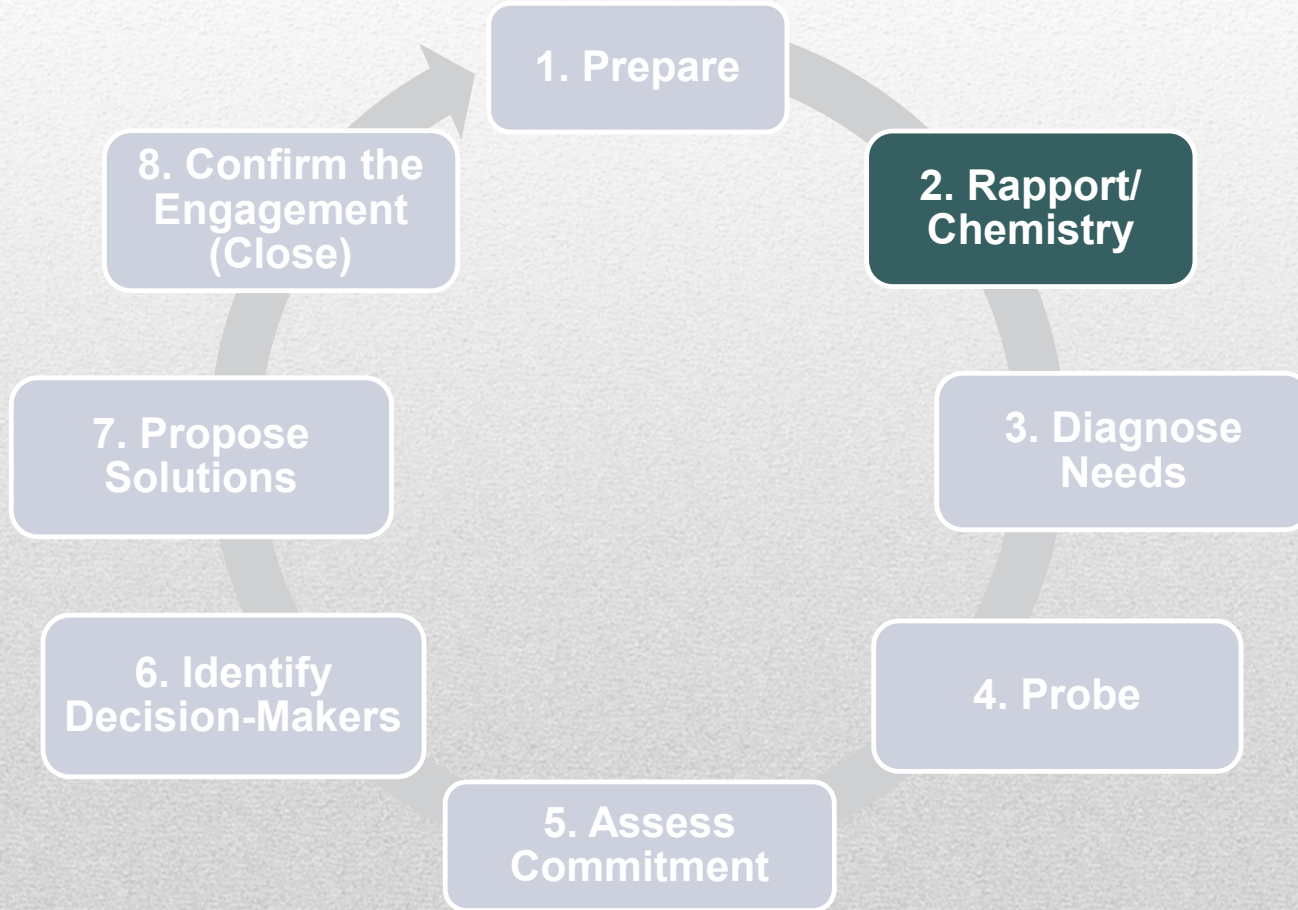 1. Prepare
2. Rapport/
Chemistry
3. Diagnose
Needs
4. Probe
5. Assess
Commitment
6. Identify
Decision-Makers
7. Propose
Solutions
8. Confirm the
Engagement
(Close)